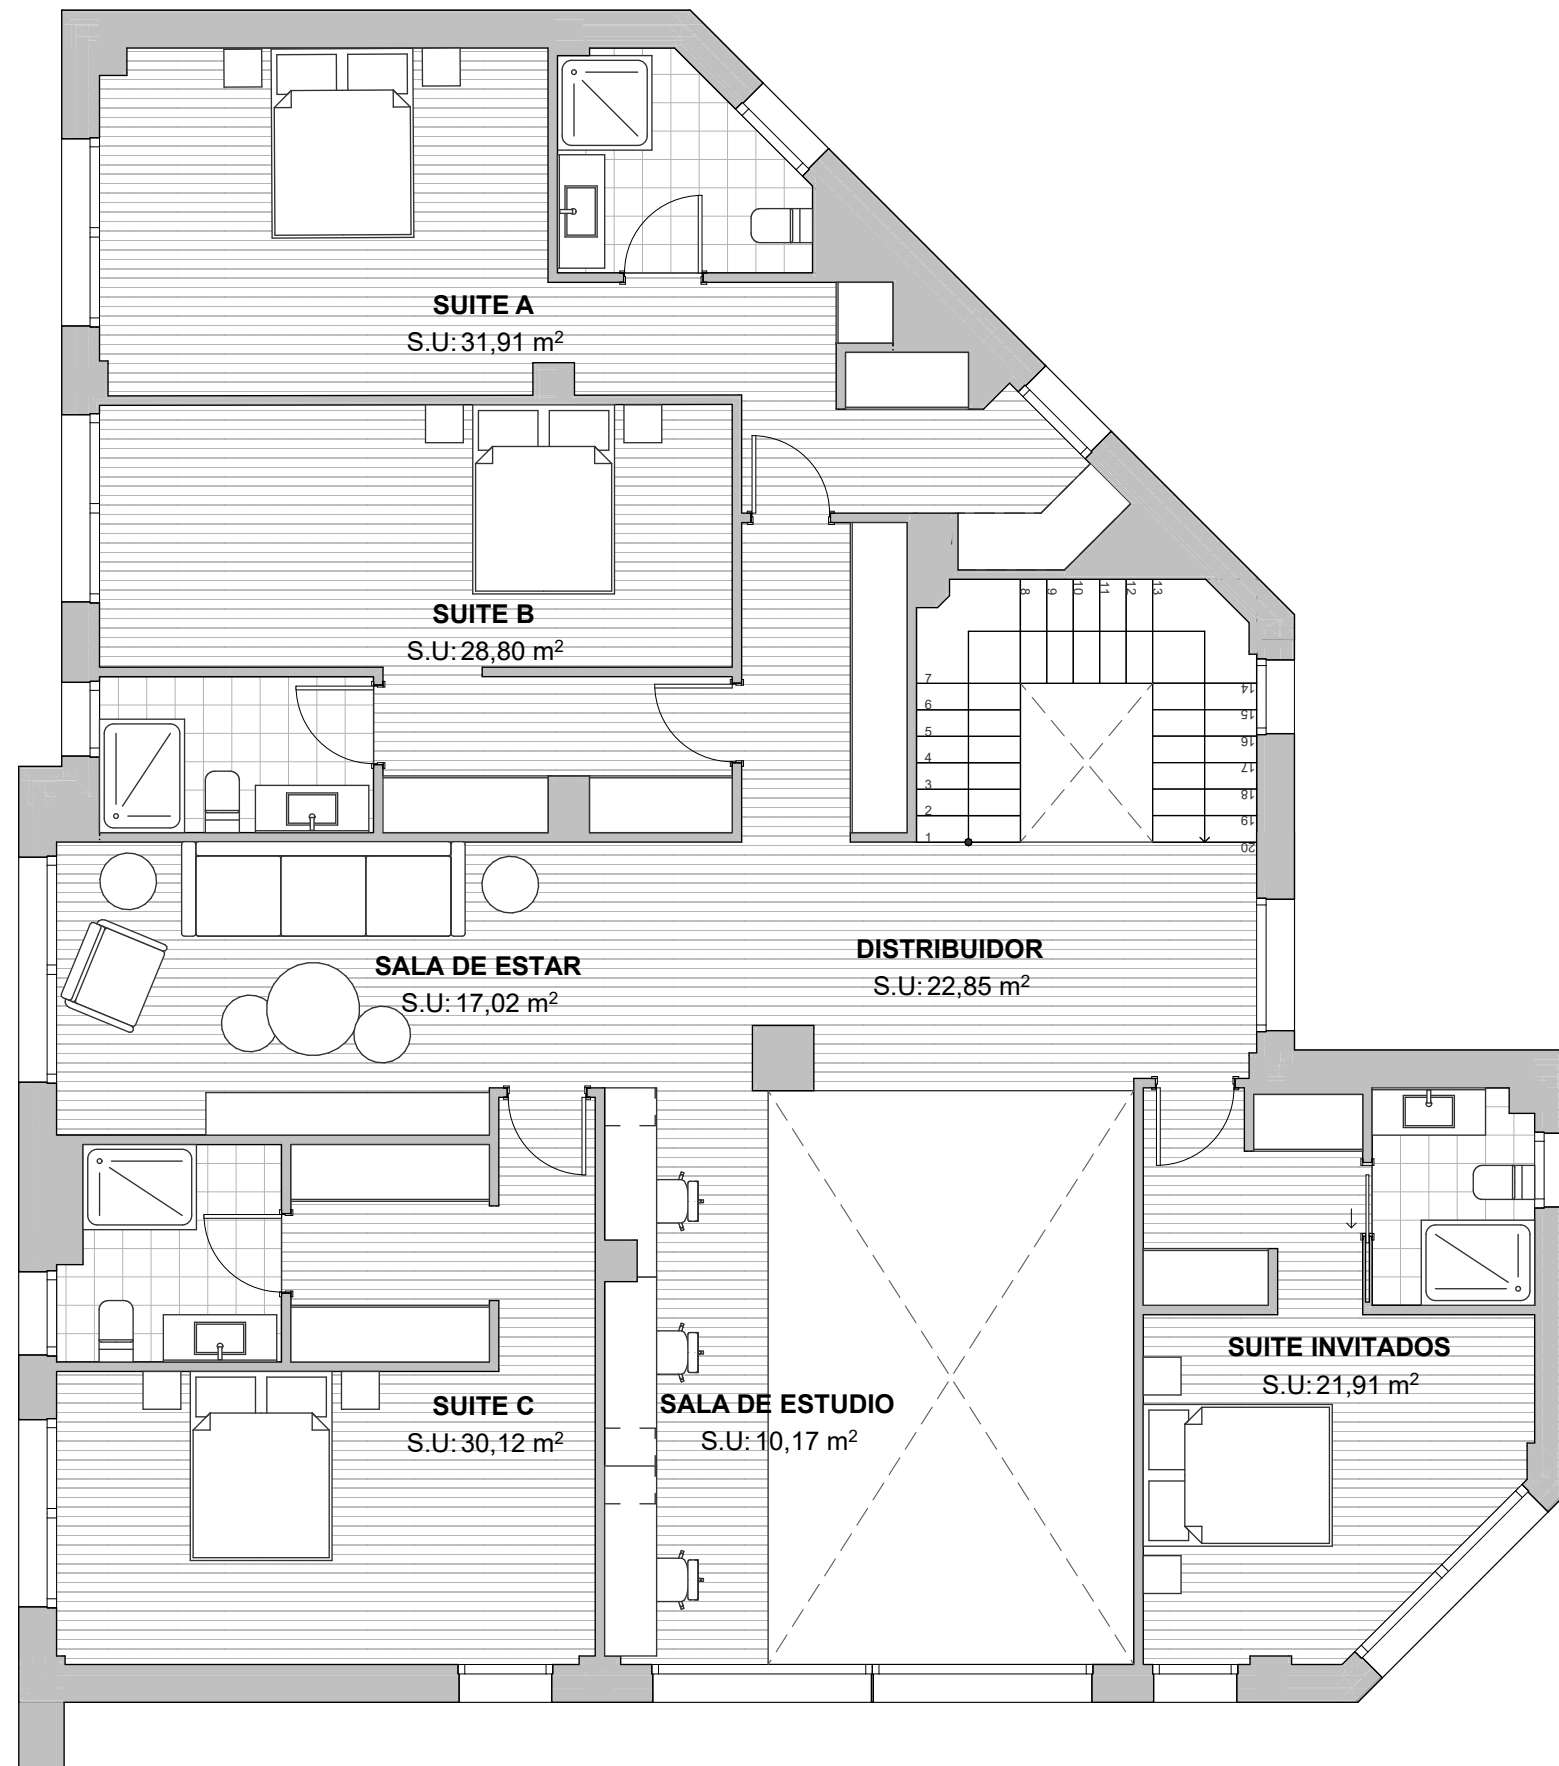 SUITE A
S.U: 31,91 m²
SUITE B
S.U: 28,80 m²
8
9
10
11
12
13
7
6
5
4
3
2
1
14
15
16
17
18
19
20
SALA DE ESTAR
S.U: 17,02 m²
DISTRIBUIDOR
S.U: 22,85 m²
SUITE INVITADOS
S.U: 21,91 m²
SUITE C
S.U: 30,12 m²
SALA DE ESTUDIO
S.U: 10,17 m²